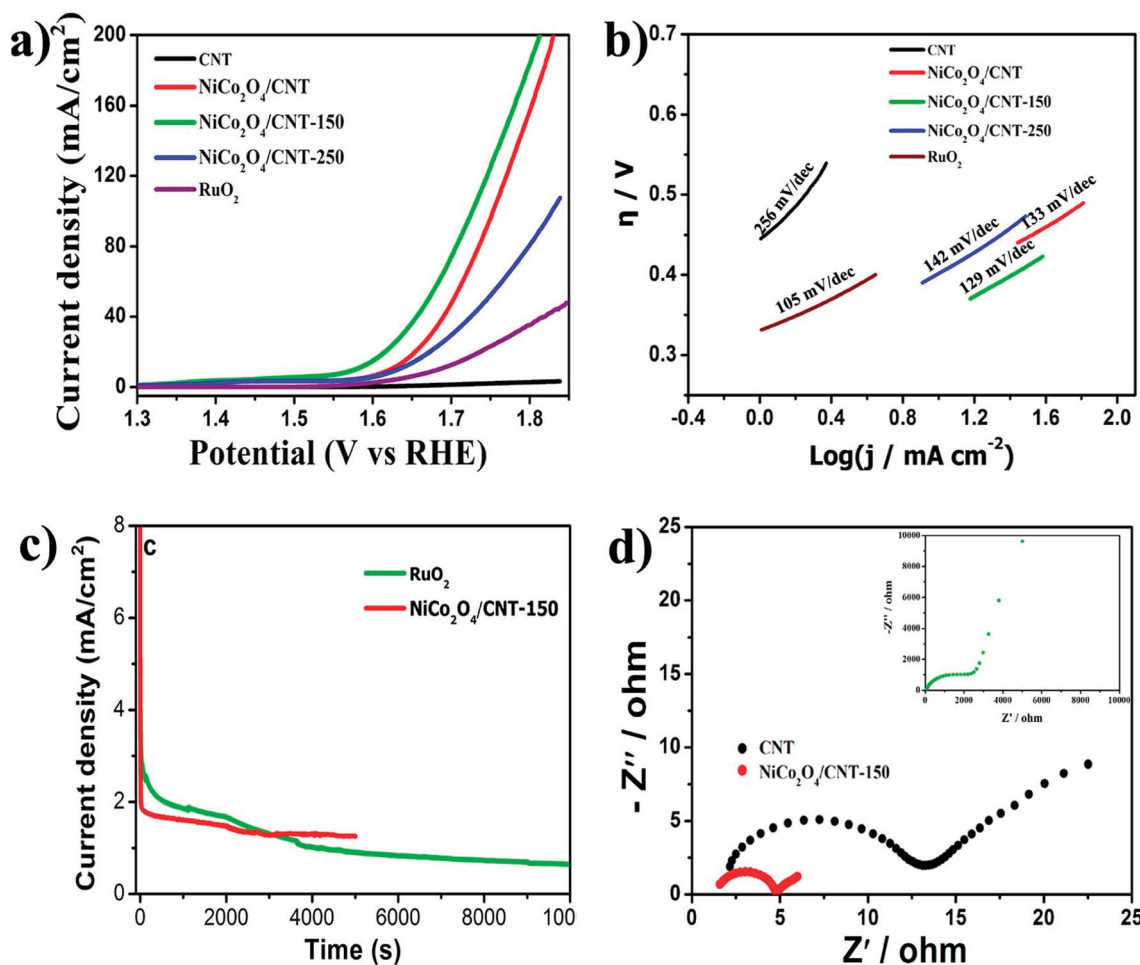 a)
CNT
NiCo₂O₄/CNT
NiCo₂O₄/CNT-150
NiCo₂O₄/CNT-250
RuO₂
Current density (mA/cm²)
200
160
120
80
40
0
1.3 1.4 1.5 1.6 1.7 1.8
Potential (V vs RHE)
b)
CNT
NiCo₂O₄/CNT
NiCo₂O₄/CNT-150
NiCo₂O₄/CNT-250
RuO₂
η / V
0.7
0.6
0.5
0.4
0.3
256 mV/dec
105 mV/dec
142 mV/dec
133 mV/dec
129 mV/dec
-0.4 0.0 0.4 0.8 1.2 1.6 2.0
Log(j / mA cm⁻²)
c)
C
RuO₂
NiCo₂O₄/CNT-150
Current density (mA/cm²)
8
6
4
2
0
0 2000 4000 6000 8000 10000
Time (s)
d)
- Z'' / ohm
25
20
15
10
5
0
-Z'' / ohm
10000
8000
6000
4000
2000
0
0 2000 4000 6000 8000 10000
Z' / ohm
CNT
NiCo₂O₄/CNT-150
0 5 10 15 20 25
Z' / ohm